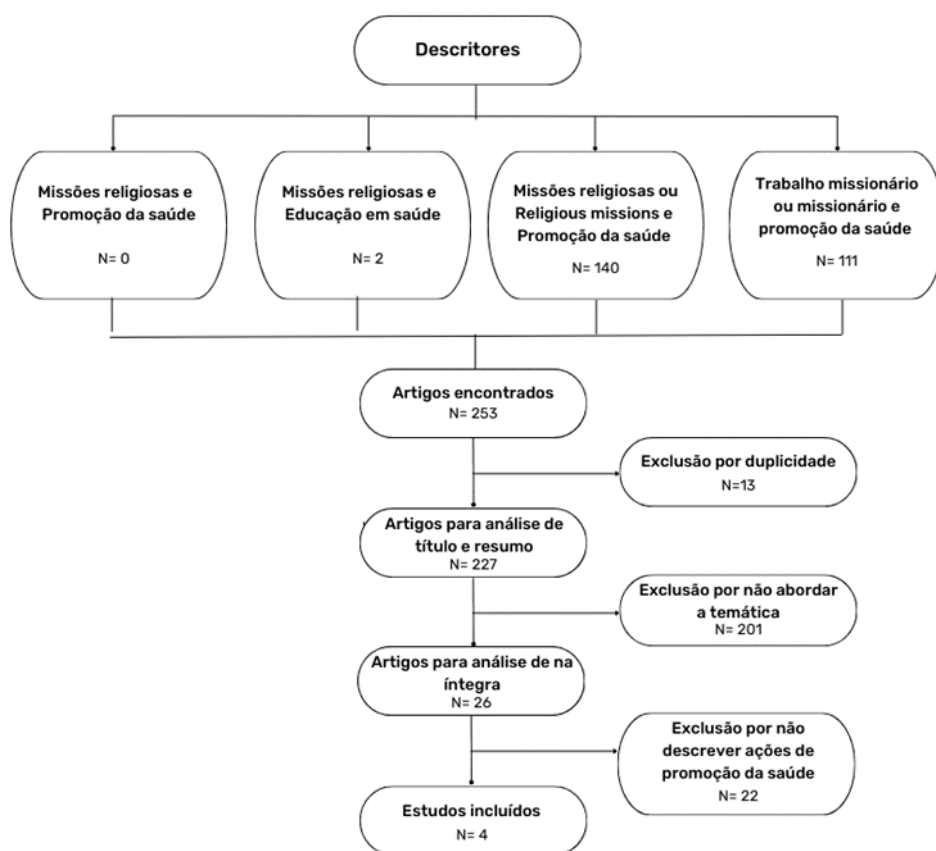 Descritores
Missões religiosas e
Promoção da saúde
N= 0
Missões religiosas e
Educação em saúde
N= 2
Missões religiosas ou
Religious missions e
Promoção da saúde
N= 140
Trabalho missionário
ou missionário e
promoção da saúde
N= 111
Artigos encontrados
N= 253
Exclusão por duplicidade
N=13
Artigos para análise de
título e resumo
N= 227
Exclusão por não abordar
a temática
N= 201
Artigos para análise de na
íntegra
N= 26
Exclusão por não
descrever ações de
promoção da saúde
N= 22
Estudos incluídos
N= 4